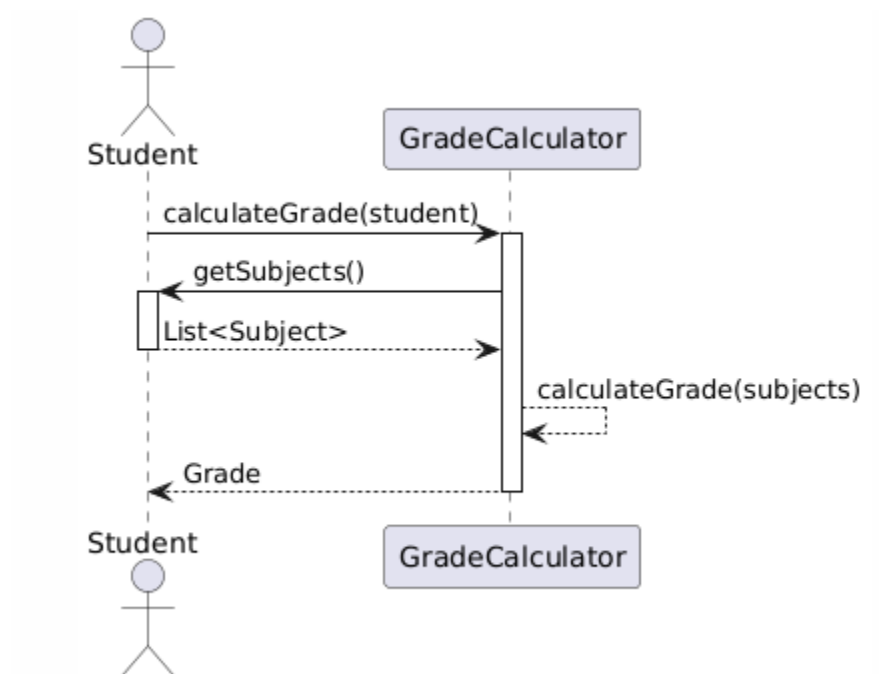 Student
GradeCalculator
calculateGrade(student)
getSubjects()
List<Subject>
calculateGrade(subjects)
Grade
Student
GradeCalculator